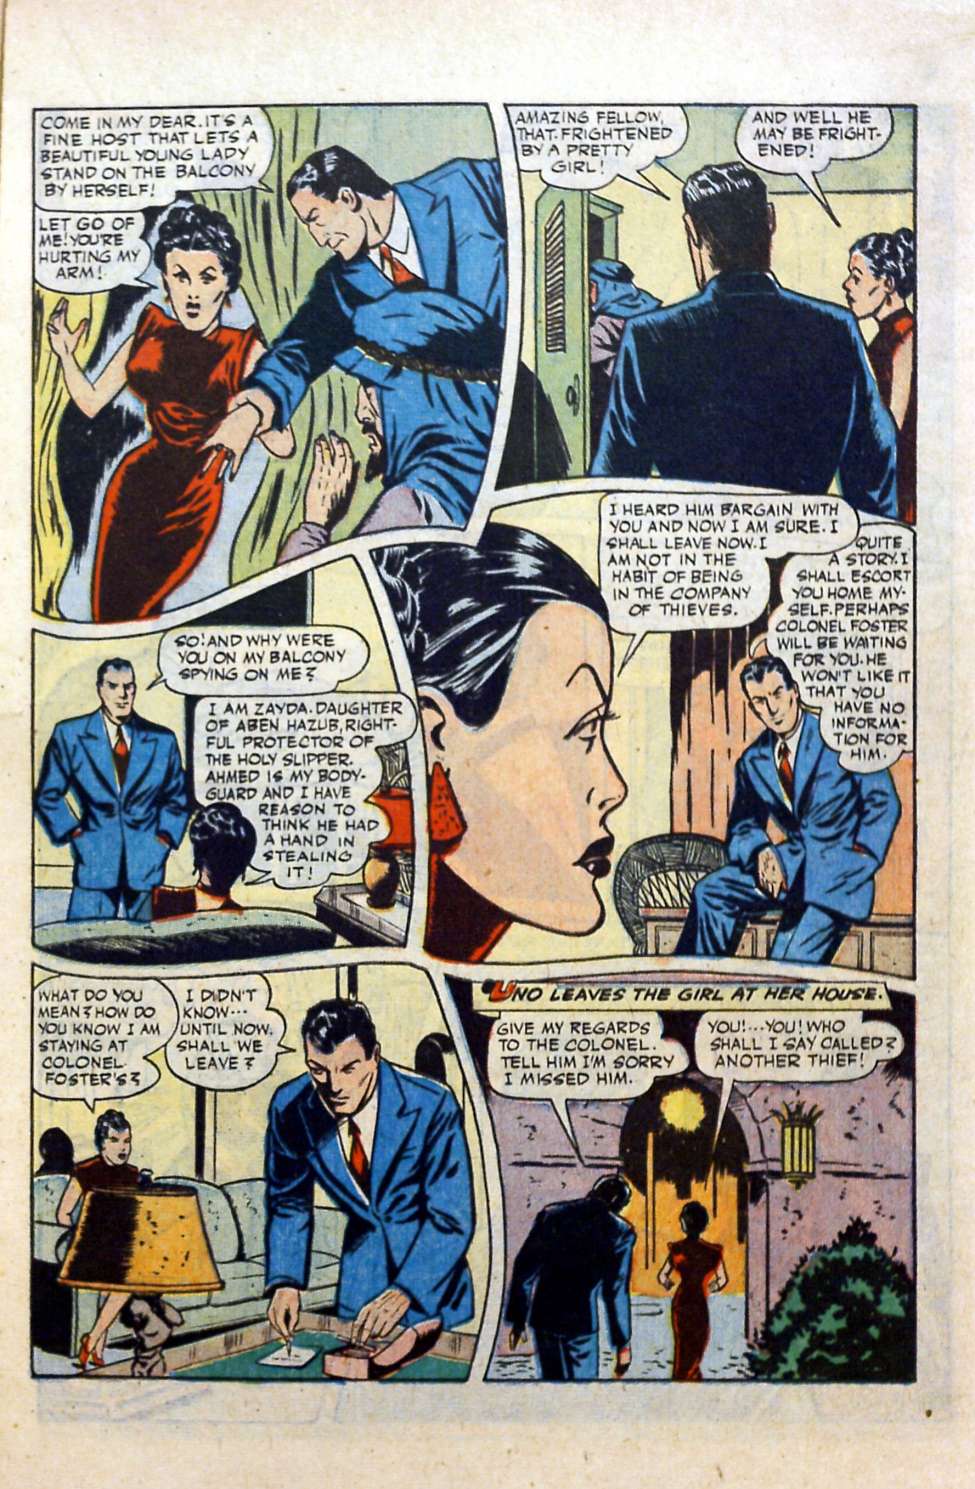 COME IN MY DEAR. IT'S A
FINE HOST THAT LETS A
BEAUTIFUL YOUNG LADY
STAND ON THE BALCONY
BY HERSELF!
LET GO OF
ME! YOU'RE
HURTING MY
ARM!
AMAZING FELLOW,
THAT. FRIGHTENED
BY A PRETTY
GIRL!
AND WELL HE
MAY BE FRIGHT-
ENED!
SO! AND WHY WERE
YOU ON MY BALCONY
SPYING ON ME?
I AM ZAYDA. DAUGHTER
OF ABEN HAZUB, RIGHT-
FUL PROTECTOR OF
THE HOLY SLIPPER.
AHMED IS MY BODY-
GUARD AND I HAVE
REASON TO
THINK HE HAD
A HAND IN
STEALING
IT!
I HEARD HIM BARGAIN WITH
YOU AND NOW I AM SURE. I
SHALL LEAVE NOW. I
AM NOT IN THE
HABIT OF BEING
IN THE COMPANY
OF THIEVES.
QUITE
A STORY. I
SHALL ESCORT
YOU HOME MY-
SELF. PERHAPS
COLONEL FOSTER
WILL BE WAITING
FOR YOU. HE
WON'T LIKE IT
THAT YOU
HAVE NO
INFORMA-
TION FOR
HIM.
WHAT DO YOU
MEAN? HOW DO
YOU KNOW I AM
STAYING AT
COLONEL
FOSTER'S?
I DIDN'T
KNOW...
UNTIL NOW.
SHALL WE
LEAVE?
"UNO LEAVES THE GIRL AT HER HOUSE.
GIVE MY REGARDS
TO THE COLONEL.
TELL HIM I'M SORRY
I MISSED HIM.
YOU!...YOU! WHO
SHALL I SAY CALLED?
ANOTHER THIEF!